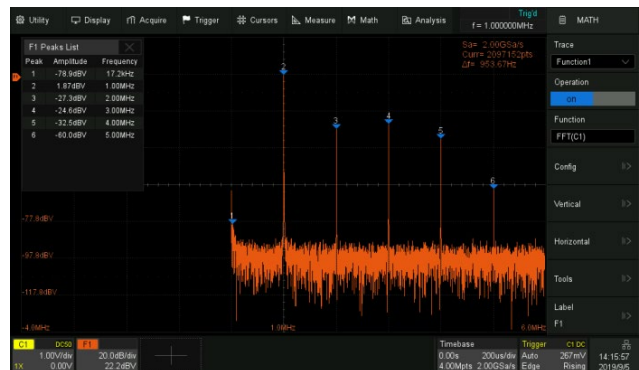 Utility Display Acquire Trigger Cursors Measure Math Analysis Trig'd
f = 1.000000MHz
MATH
F1 Peaks List
Peak Amplitude Frequency
1 -78.9dBV 17.2kHz
2 1.87dBV 1.00MHz
3 -27.3dBV 2.00MHz
4 -24.6dBV 3.00MHz
5 -32.5dBV 4.00MHz
6 -60.0dBV 5.00MHz
Sa= 2.00GSa/s
Curr= 2097152pts
Δf= 953.67Hz
2
3
4
5
6
1
-77.8dBV
-97.8dBV
-117.8dBV
-4.0MHz 1.0MHz 6.0MHz
Trace
Function1
Operation
on
Function
FFT(C1)
Config
Vertical
Horizontal
Tools
Label
F1
C1 DC50
1.00V/div
1X 0.00V
F1
20.0dB/div
22.2dBV
Timebase
0.00s 200us/div
4.00Mpts 2.00GSa/s
Trigger C1 DC
Auto 267mV
Edge Rising
14:15:57
2019/9/5